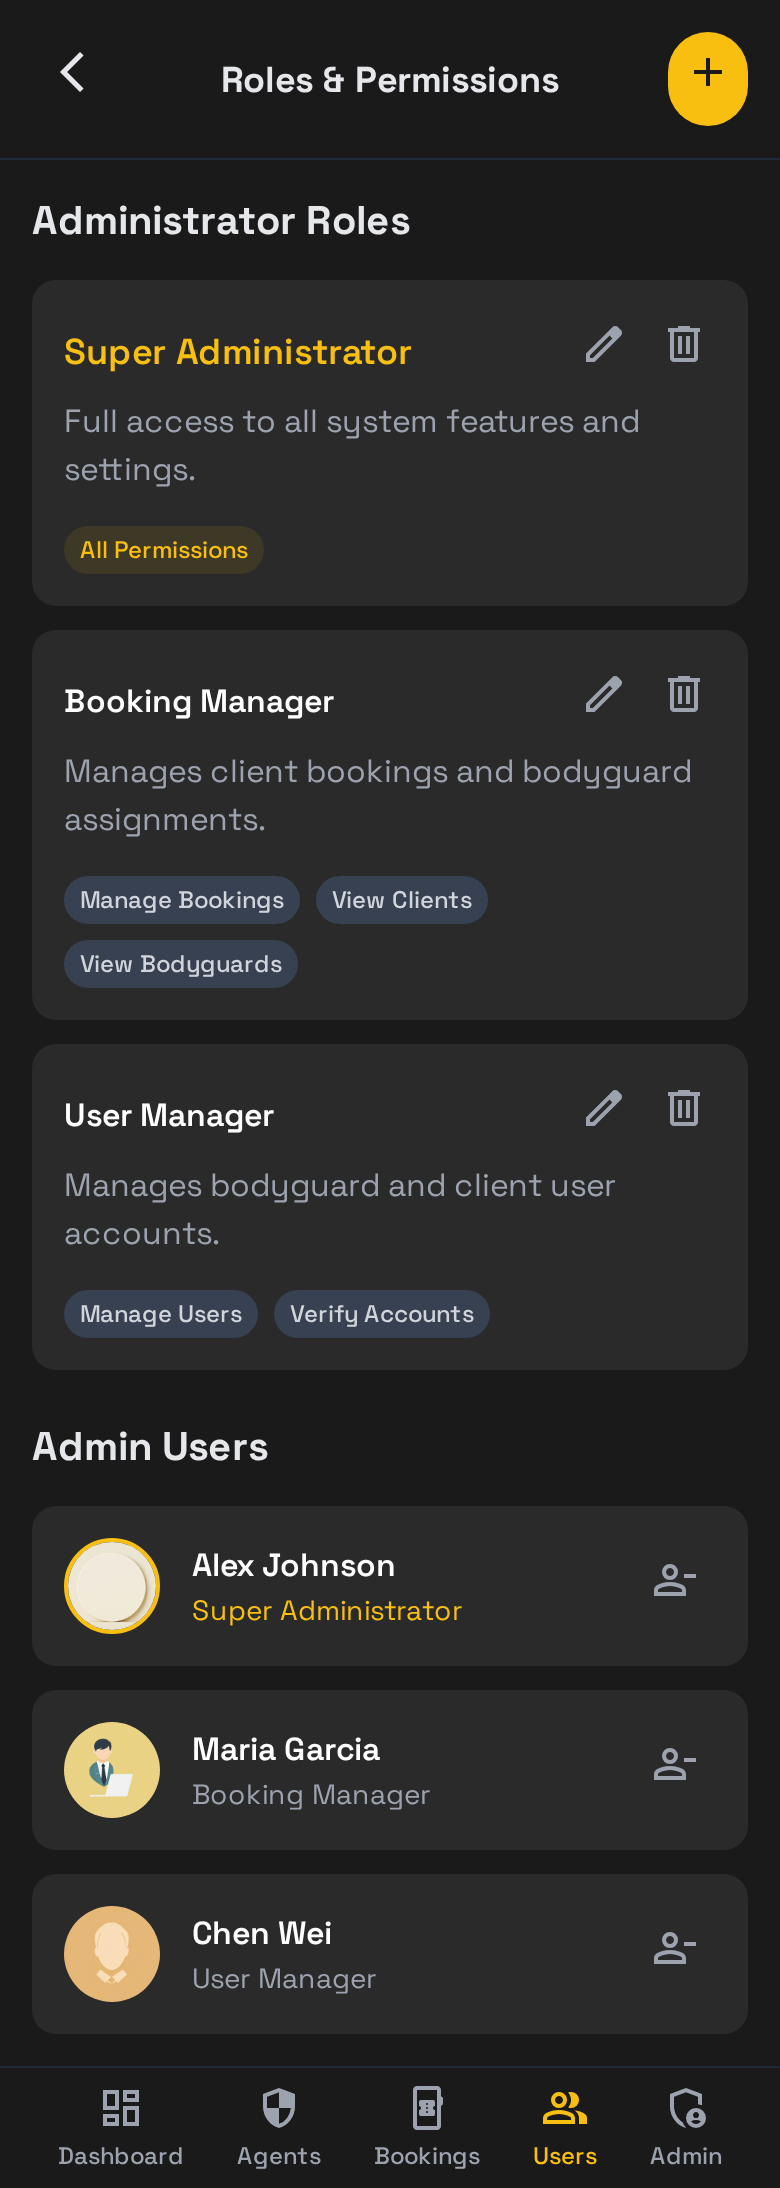 Roles & Permissions
Administrator Roles
Super Administrator
Full access to all system features and
settings.
All Permissions
Booking Manager
Manages client bookings and bodyguard
assignments.
Manage Bookings
View Clients
View Bodyguards
User Manager
Manages bodyguard and client user
accounts.
Manage Users
Verify Accounts
Admin Users
Alex Johnson
Super Administrator
Maria Garcia
Booking Manager
Chen Wei
User Manager
Dashboard
Agents
Bookings
Users
Admin